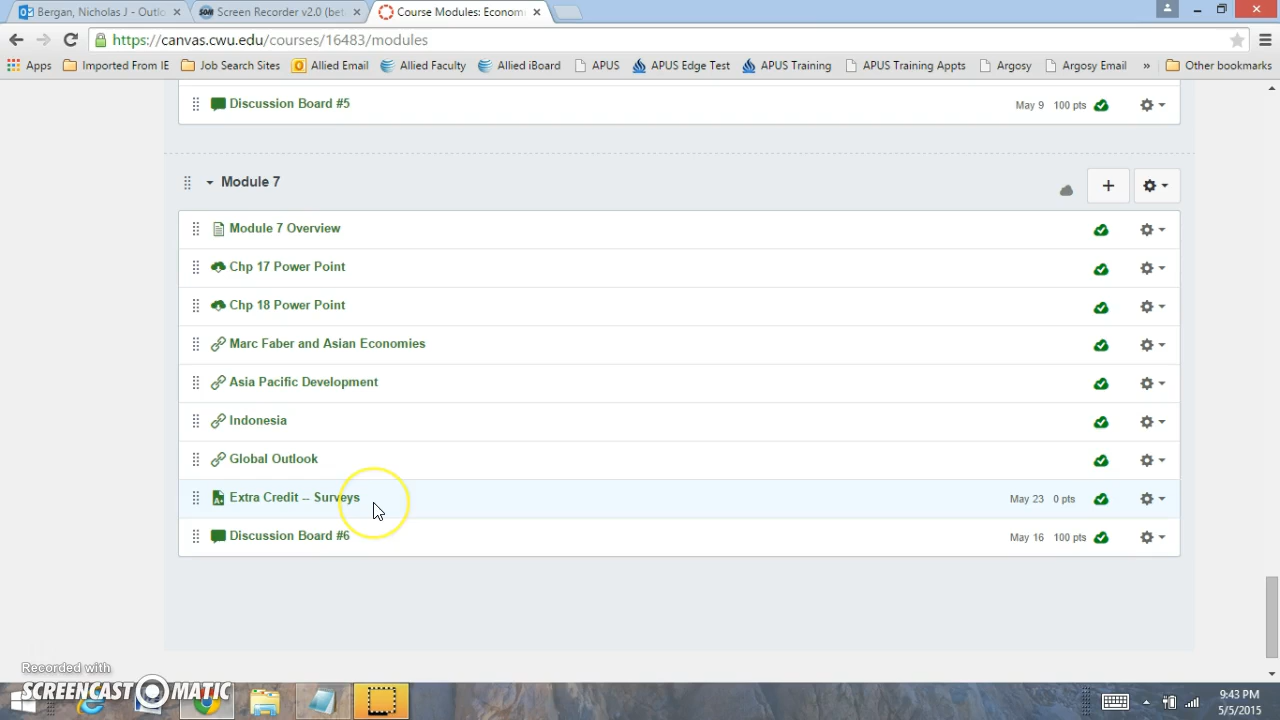 Bergan, Nicholas J - Outlo
Screen Recorder v2.0 (bet
Course Modules: Econom
https://canvas.cwu.edu/courses/16483/modules
Apps
Imported From IE
Job Search Sites
Allied Email
Allied Faculty
Allied iBoard
APUS
APUS Edge Test
APUS Training
APUS Training Appts
Argosy
Argosy Email
»
Other bookmarks
Discussion Board #5
May 9 100 pts
Module 7
Module 7 Overview
Chp 17 Power Point
Chp 18 Power Point
Marc Faber and Asian Economies
Asia Pacific Development
Indonesia
Global Outlook
Extra Credit -- Surveys
May 23 0 pts
Discussion Board #6
May 16 100 pts
Recorded with
SCREENCAST MATIC
9:43 PM
5/5/2015